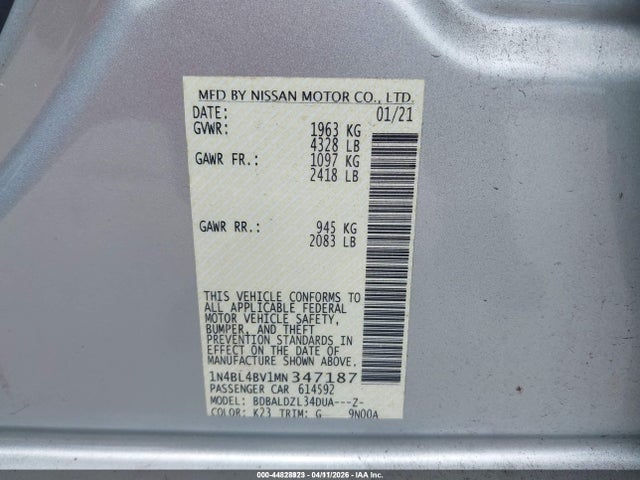 MFD BY NISSAN MOTOR CO., LTD.
DATE: 01/21
GVWR: 1963 KG
4328 LB
GAWR FR.: 1097 KG
2418 LB
GAWR RR.: 945 KG
2083 LB
THIS VEHICLE CONFORMS TO
ALL APPLICABLE FEDERAL
MOTOR VEHICLE SAFETY,
BUMPER, AND THEFT
PREVENTION STANDARDS IN
EFFECT ON THE DATE OF
MANUFACTURE SHOWN ABOVE.
1N4BL4BV1MN347187
PASSENGER CAR 614592
MODEL: BDBALDZL34DUA---Z-
COLOR: K23 TRIM: G 9N00A
000-44828923 | 04/11/2026 | IAA Inc.